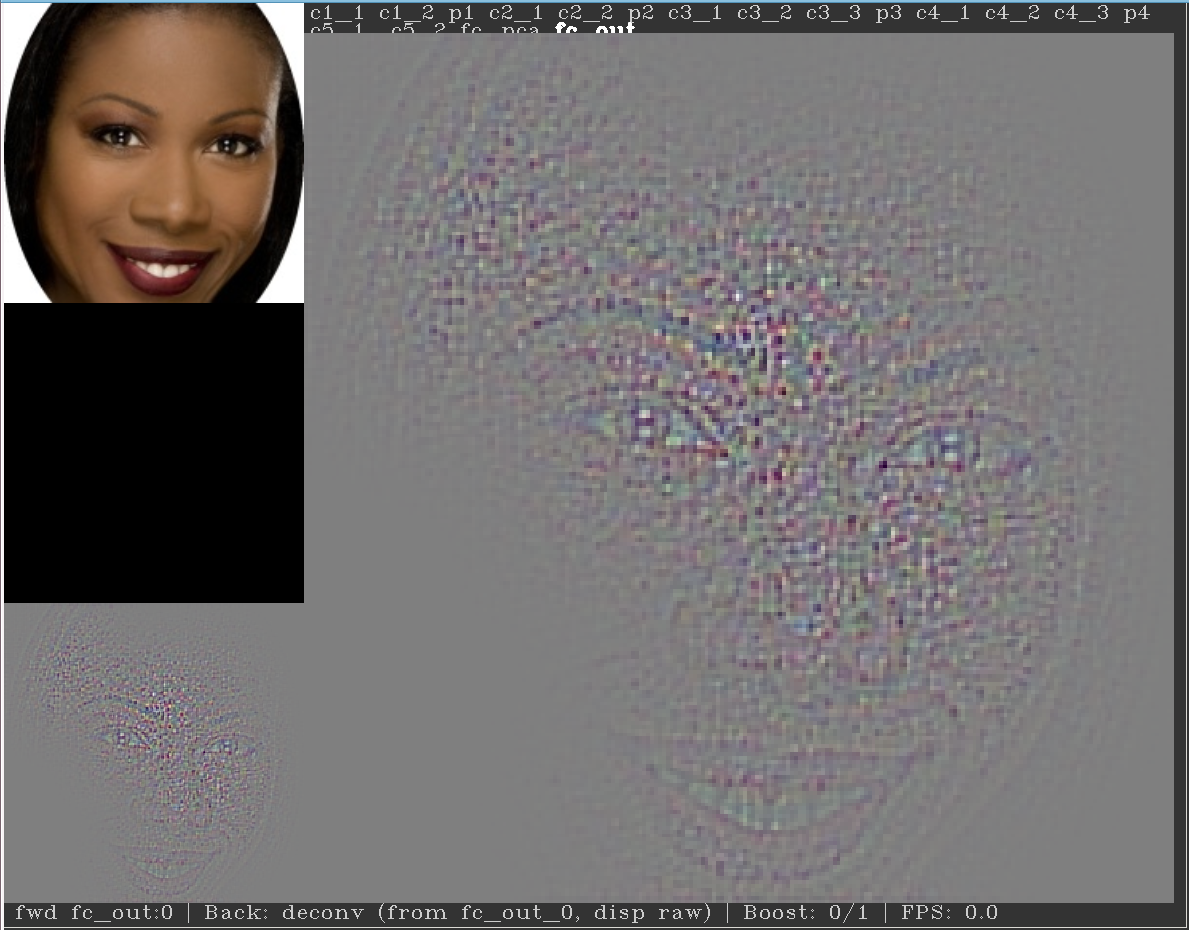 c1_1 c1_2 p1 c2_1 c2_2 p2 c3_1 c3_2 c3_3 p3 c4_1 c4_2 c4_3 p4
c5_1 c5_2 fc_pca fc_out
fwd fc_out:0 | Back: deconv (from fc_out_0, disp raw) | Boost: 0/1 | FPS: 0.0